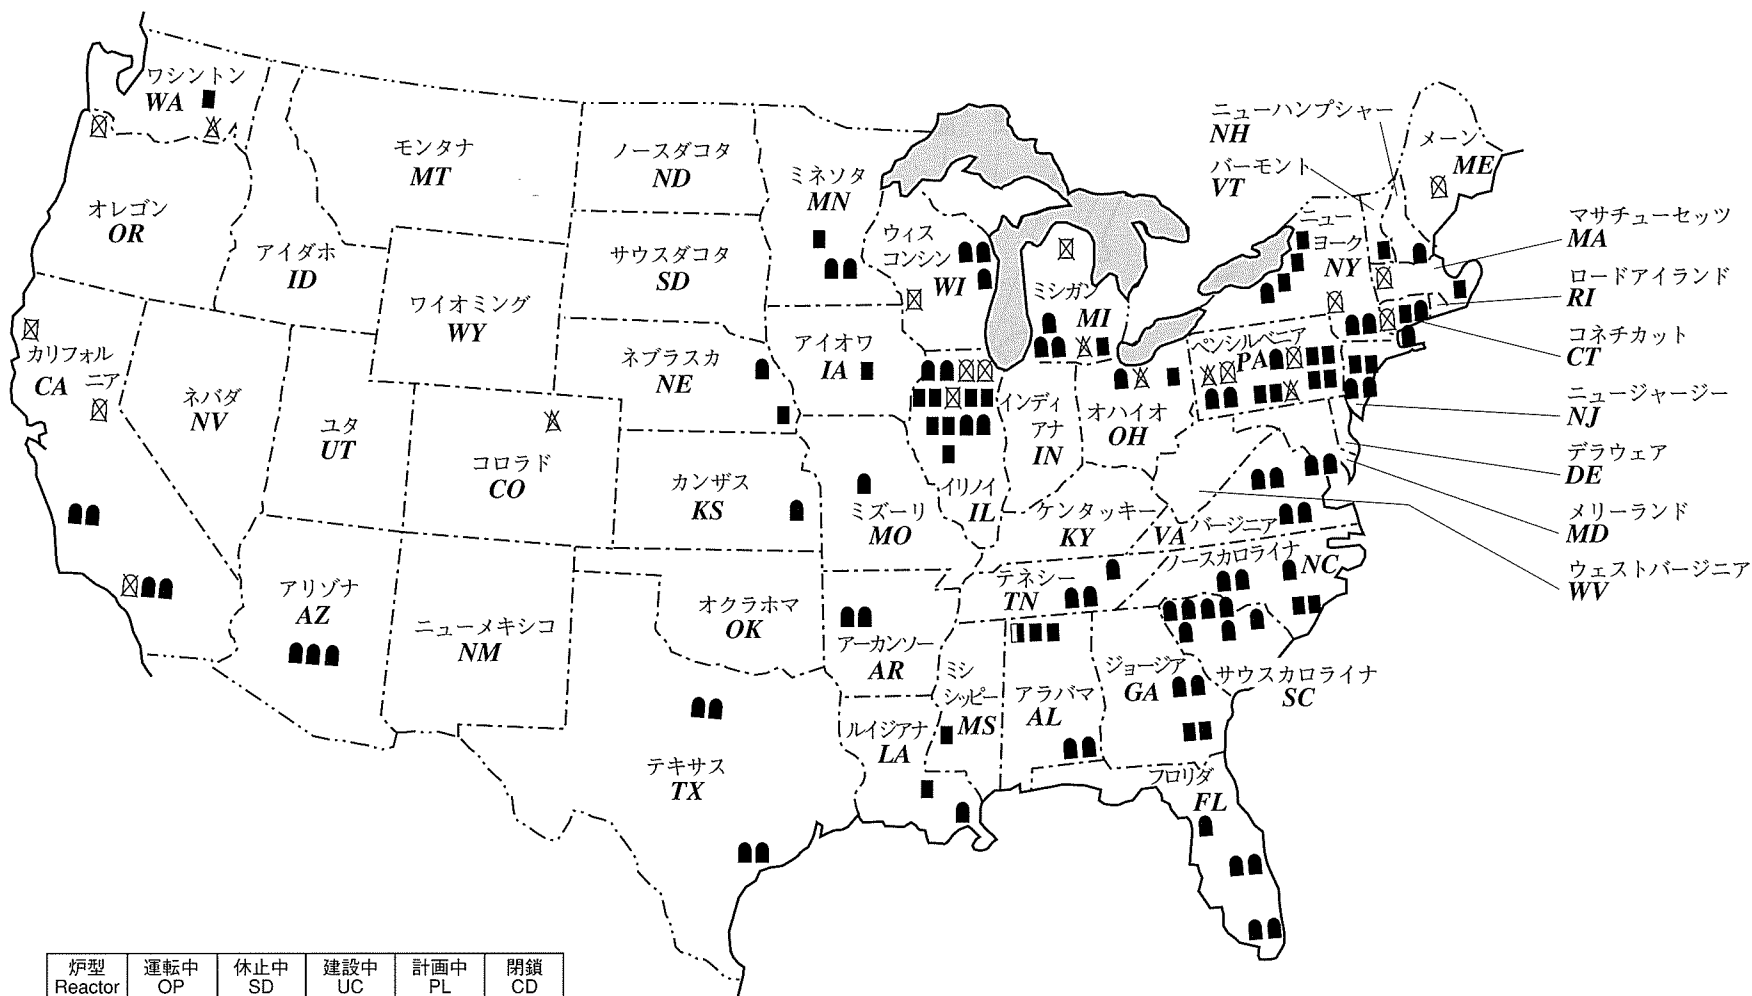 ワシントン
WA
オレゴン
OR
アイダホ
ID
モンタナ
MT
ノースダコタ
ND
サウスダコタ
SD
ワイオミング
WY
ネブラスカ
NE
カリフォル
ニア
CA
ネバダ
NV
ユタ
UT
コロラド
CO
カンザス
KS
アリゾナ
AZ
ニューメキシコ
NM
オクラホマ
OK
テキサス
TX
ミネソタ
MN
アイオワ
IA
ミズーリ
MO
アーカンソー
AR
ルイジアナ
LA
ウィス
コンシン
WI
ミシガン
MI
イリノイ
IL
インディ
アナ
IN
オハイオ
OH
ケンタッキー
KY
テネシー
TN
ミシ
シッピー
MS
アラバマ
AL
ジョージア
GA
フロリダ
FL
サウスカロライナ
SC
ノースカロライナ
NC
バージニア
VA
ペンシルベニア
PA
ニュー
ヨーク
NY
ニューハンプシャー
NH
バーモント
VT
メーン
ME
マサチューセッツ
MA
ロードアイランド
RI
コネチカット
CT
ニュージャージー
NJ
デラウェア
DE
メリーランド
MD
ウェストバージニア
WV
炉型 運転中 休止中 建設中 計画中 閉鎖
Reactor OP SD UC PL CD